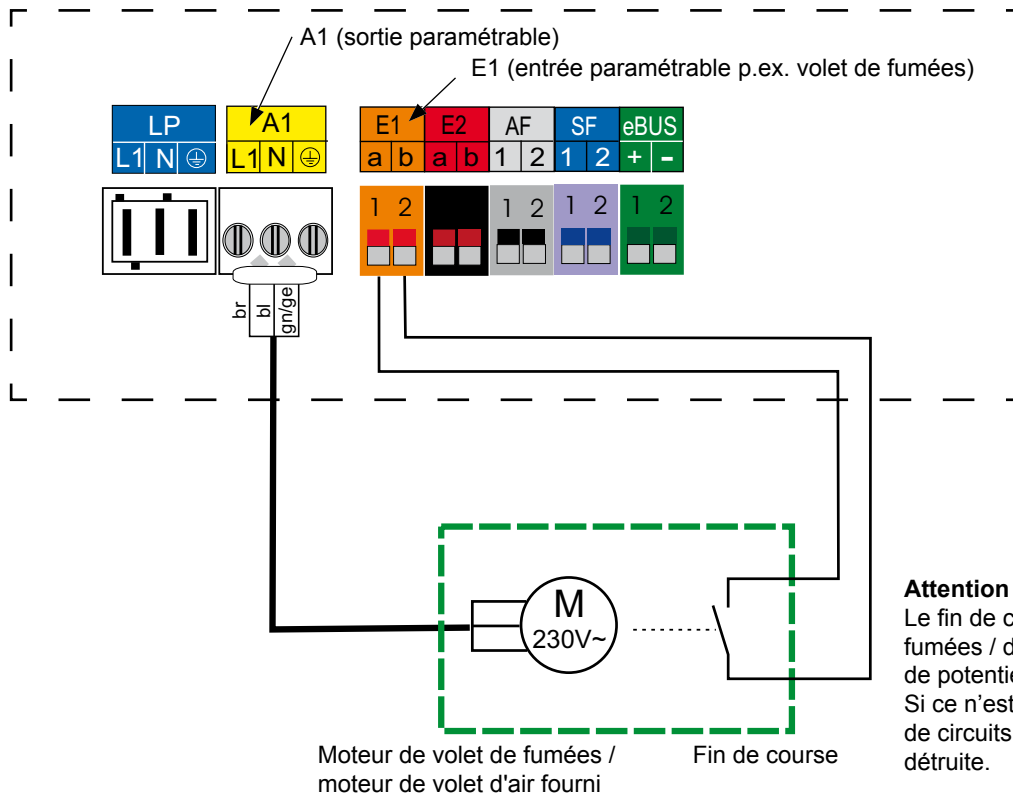 A1 (sortie paramétrable)
E1 (entrée paramétrable p.ex. volet de fumées)
LP A1 E1 E2 AF SF eBUS
L1 N L1 N a b a b 1 2 1 2 + -
1 2 1 2 1 2 1 2
br
bl
gn/ge
M
230V~
Moteur de volet de fumées /
moteur de volet d'air fourni
Fin de course
Attention
Le fin de c
fumées / d
de potentie
Si ce n'est
de circuits
détruite.